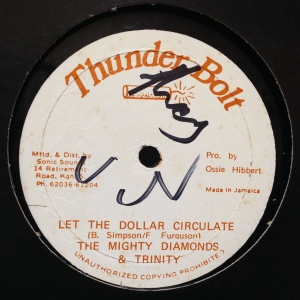 Thunder Bolt
Mftd. & Dist. by
Sonic Sounds
14 Retirement
Road, Kgn
Ph. 62036-61204
Pro. by
Ossie Hibbert
Made in Jamaica
VN
LET THE DOLLAR CIRCULATE
(B. Simpson/F Furguson)
THE MIGHTY DIAMONDS
& TRINITY
UNAUTHORIZED COPYING PROHIBITED